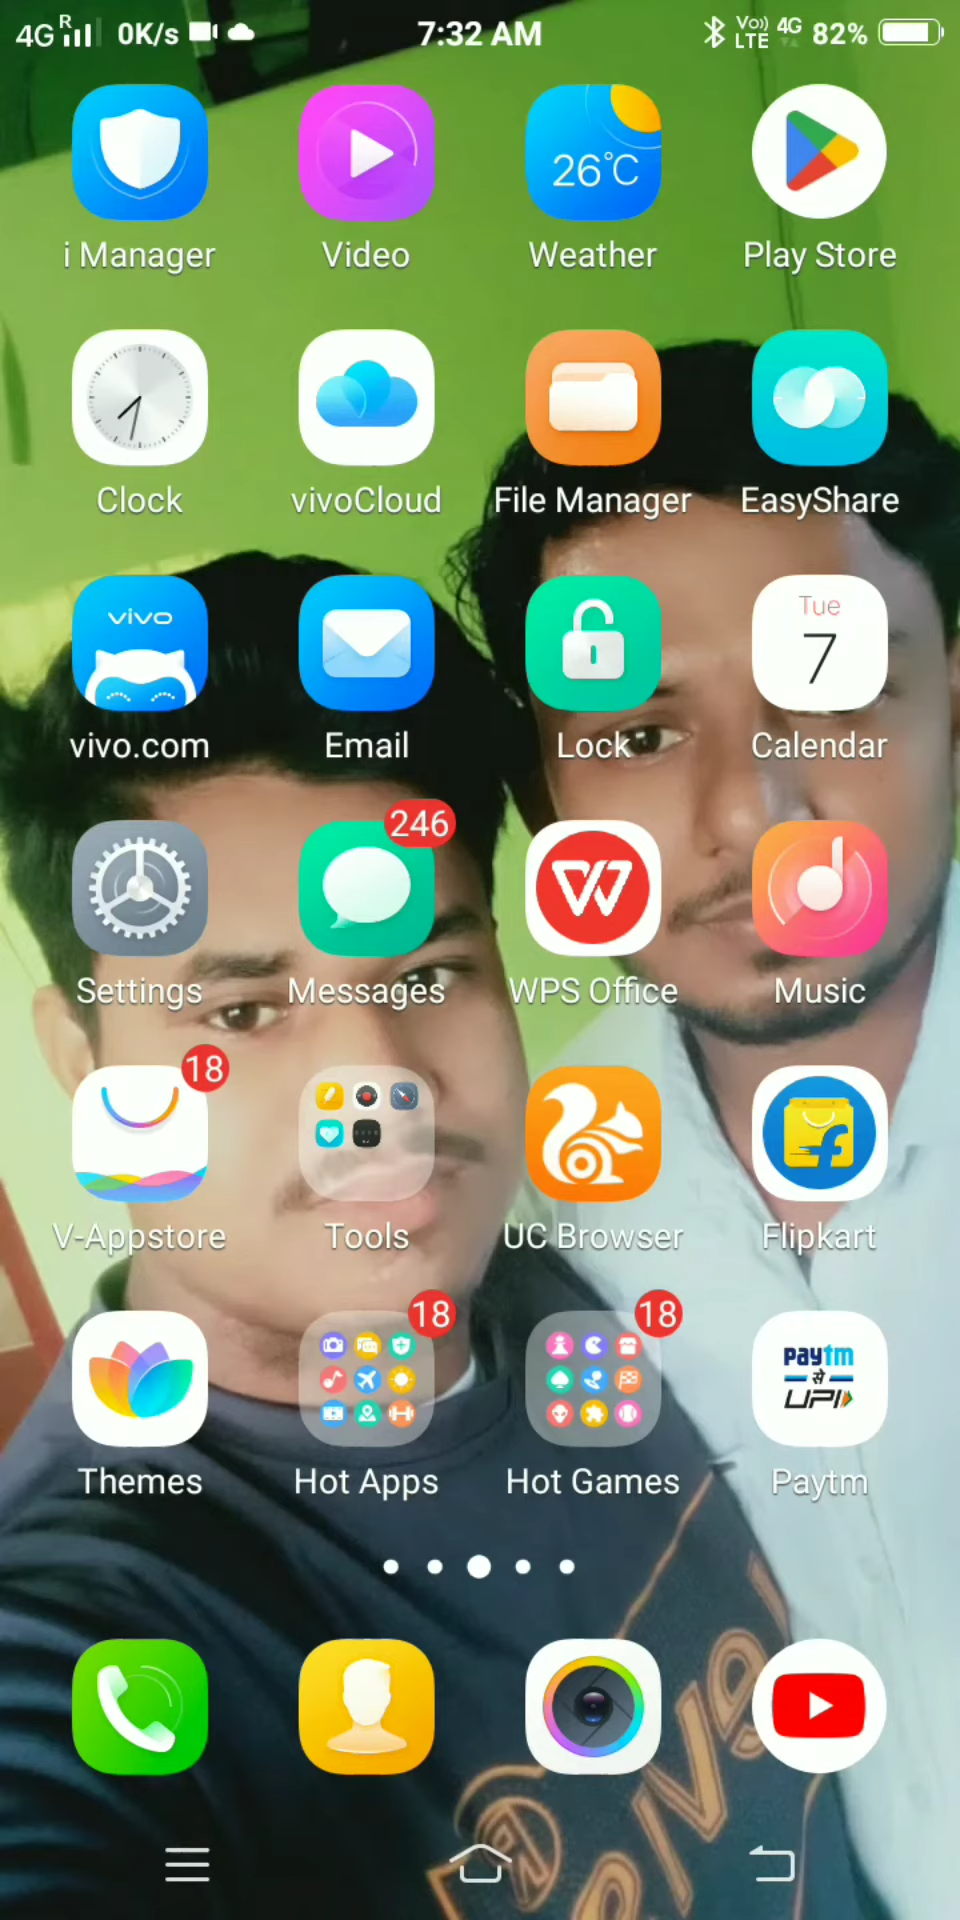 4G R 0K/s 7:32 AM Vo)) LTE 4G 82%
26°C
i Manager Video Weather Play Store
Clock vivoCloud File Manager EasyShare
vivo Tue
7
vivo.com Email Lock Calendar
246
Settings Messages WPS Office Music
18
V-Appstore Tools UC Browser Flipkart
18 18
paytm
से
UPI
Themes Hot Apps Hot Games Paytm